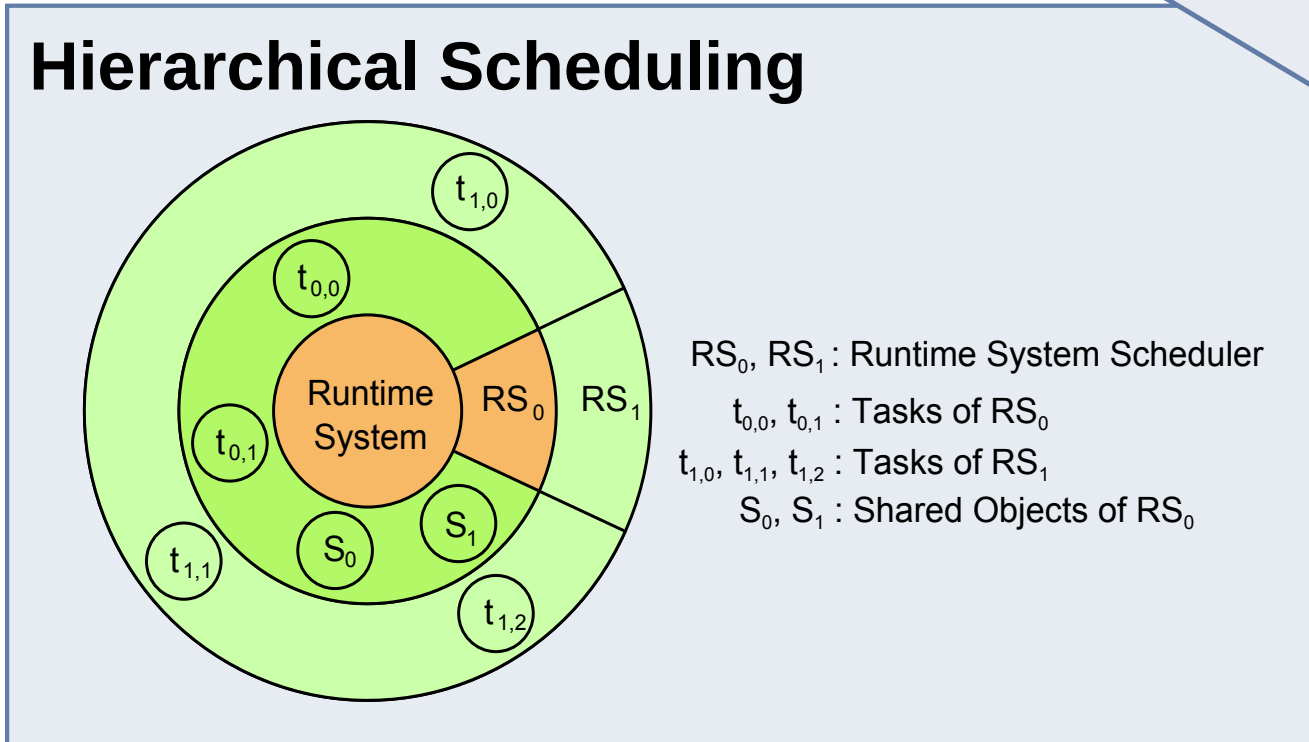 Hierarchical Scheduling
t1,0
t0,0
Runtime
System
RS0
RS1
t0,1
S1
S0
t1,1
t1,2
RS0, RS1 : Runtime System Scheduler
t0,0, t0,1 : Tasks of RS0
t1,0, t1,1, t1,2 : Tasks of RS1
S0, S1 : Shared Objects of RS0